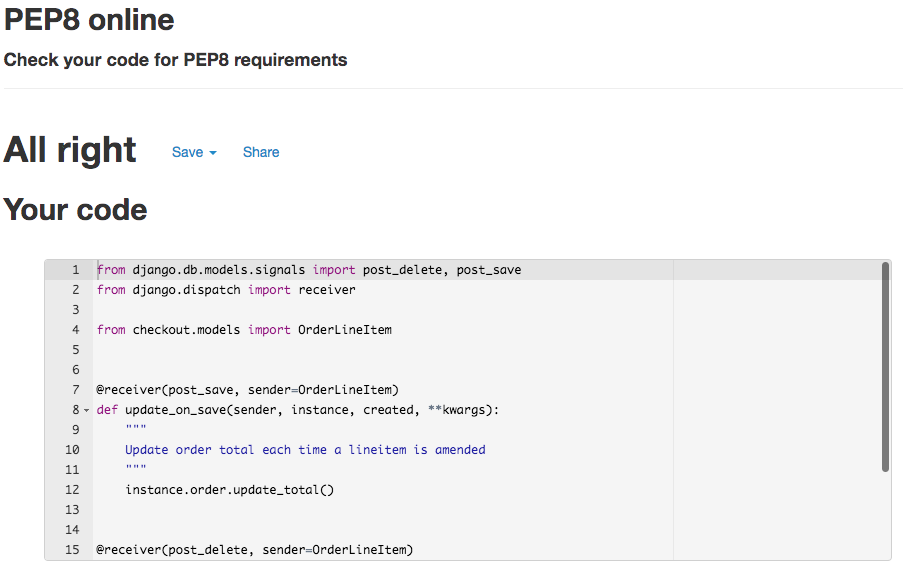 PEP8 online
Check your code for PEP8 requirements
All right Save Share
Your code
1 from django.db.models.signals import post_delete, post_save
2 from django.dispatch import receiver
3
4 from checkout.models import OrderLineItem
5
6
7 @receiver(post_save, sender=OrderLineItem)
8 def update_on_save(sender, instance, created, **kwargs):
9     """
10     Update order total each time a lineitem is amended
11     """
12     instance.order.update_total()
13
14
15 @receiver(post_delete, sender=OrderLineItem)